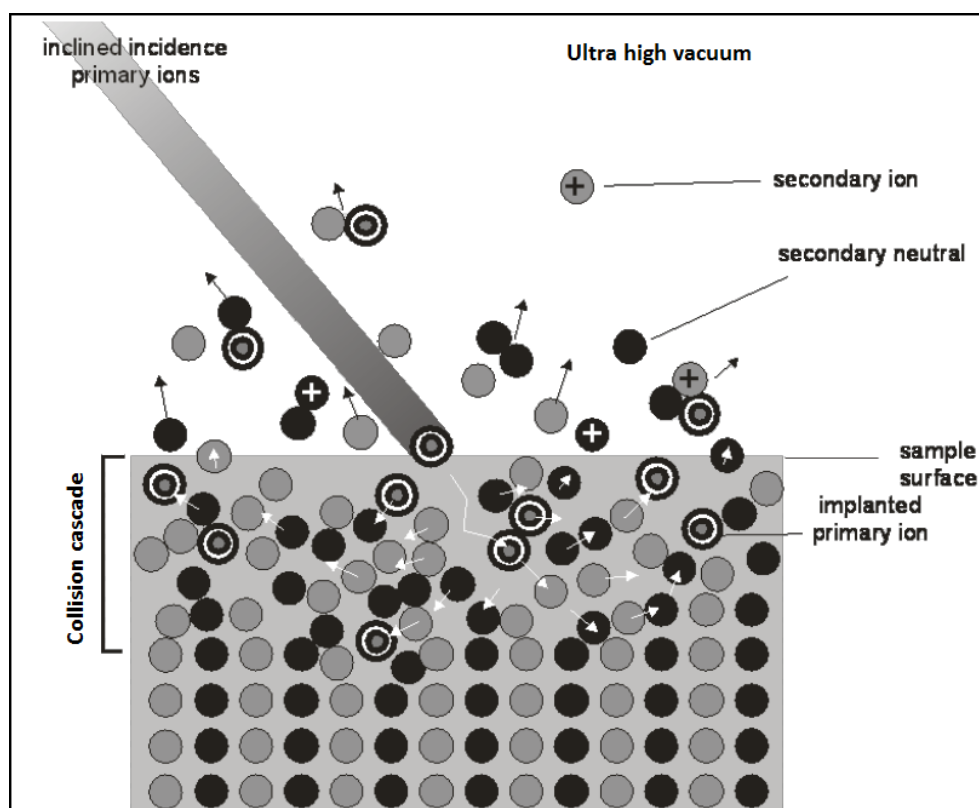 inclined incidence
primary ions
Ultra high vacuum
secondary ion
secondary neutral
sample
surface
implanted
primary ion
Collision cascade
+
+
+
+